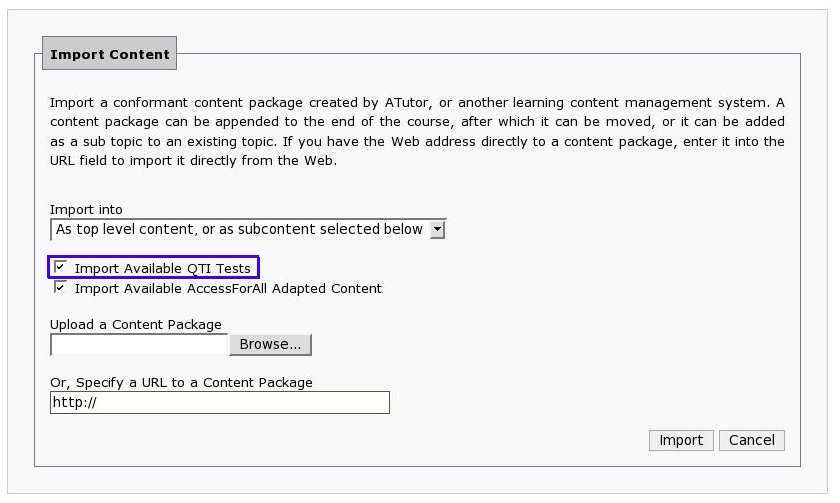 Import Content
Import a conformant content package created by ATutor, or another learning content management system. A
content package can be appended to the end of the course, after which it can be moved, or it can be added
as a sub topic to an existing topic. If you have the Web address directly to a content package, enter it into the
URL field to import it directly from the Web.
Import into
As top level content, or as subcontent selected below
Import Available QTI Tests
Import Available AccessForAll Adapted Content
Upload a Content Package
Browse...
Or, Specify a URL to a Content Package
http://
Import Cancel